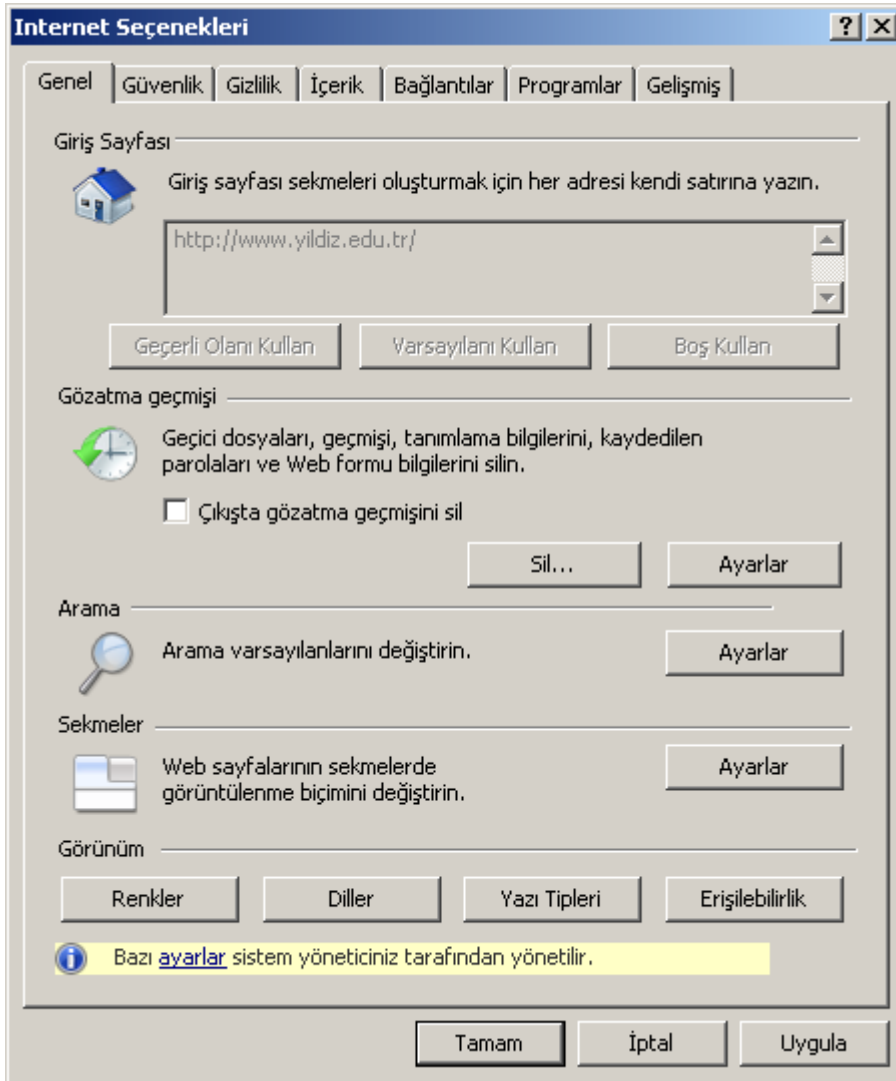 Internet Seçenekleri
Genel Güvenlik Gizlilik İçerik Bağlantılar Programlar Gelişmiş
Giriş Sayfası
Giriş sayfası sekmeleri oluşturmak için her adresi kendi satırına yazın.
http://www.yildiz.edu.tr/
Geçerli Olanı Kullan Varsayılanı Kullan Boş Kullan
Gözatma geçmişi
Geçici dosyaları, geçmişi, tanımlama bilgilerini, kaydedilen
parolaları ve Web formu bilgilerini silin.
Çıkışta gözatma geçmişini sil
Sil... Ayarlar
Arama
Arama varsayılanlarını değiştirin. Ayarlar
Sekmeler
Web sayfalarının sekmelerde Ayarlar
görüntülenme biçimini değiştirin.
Görünüm
Renkler Diller Yazı Tipleri Erişilebilirlik
Bazı ayarlar sistem yöneticiniz tarafından yönetilir.
Tamam İptal Uygula